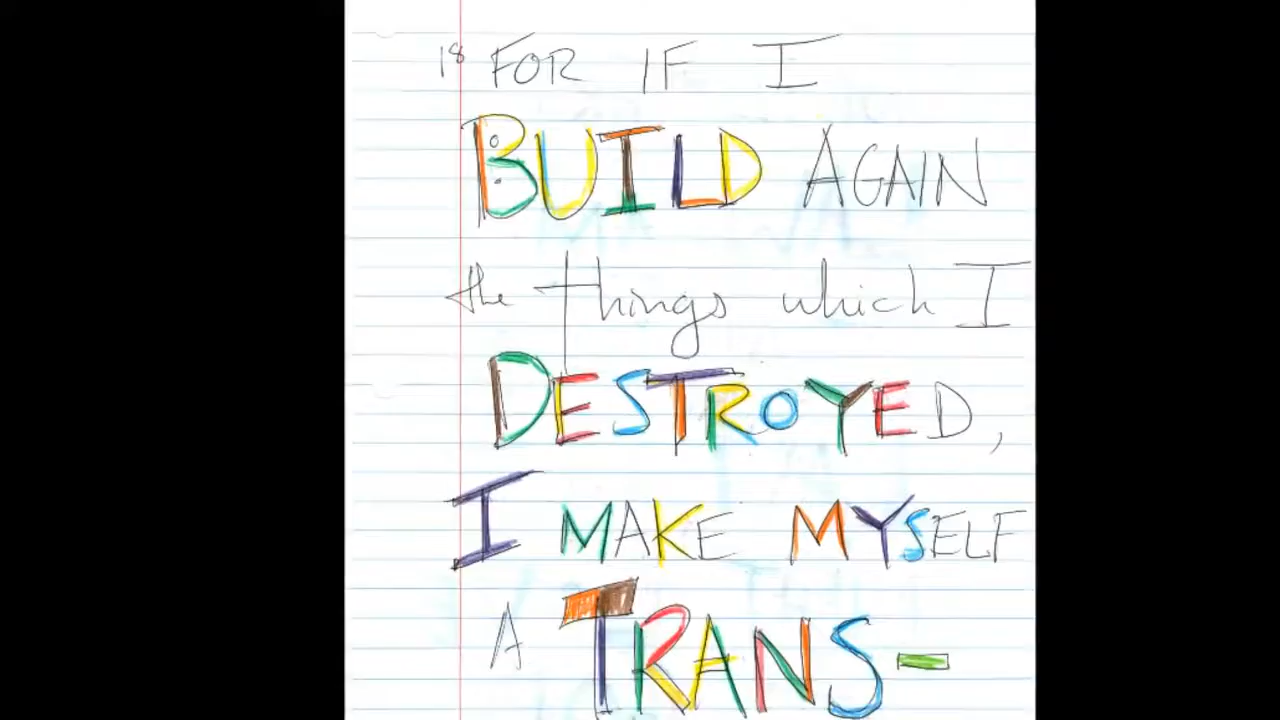 18 FOR IF I
BUILD AGAIN
the things which I
DESTROYED,
I MAKE MYSELF
A TRANS-